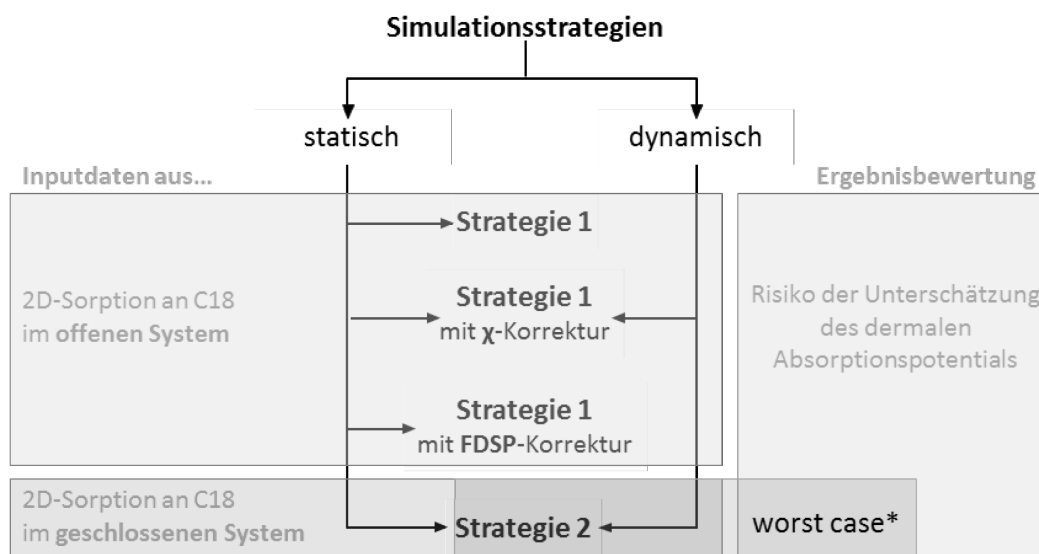 Simulationsstrategien
statisch
dynamisch
Inputdaten aus...
Ergebnisbewertung
Strategie 1
2D-Sorption an C18
im offenen System
Strategie 1
mit χ-Korrektur
Risiko der Unterschätzung
des dermalen
Absorptionspotentials
Strategie 1
mit FDSP-Korrektur
2D-Sorption an C18
im geschlossenen System
Strategie 2
worst case*